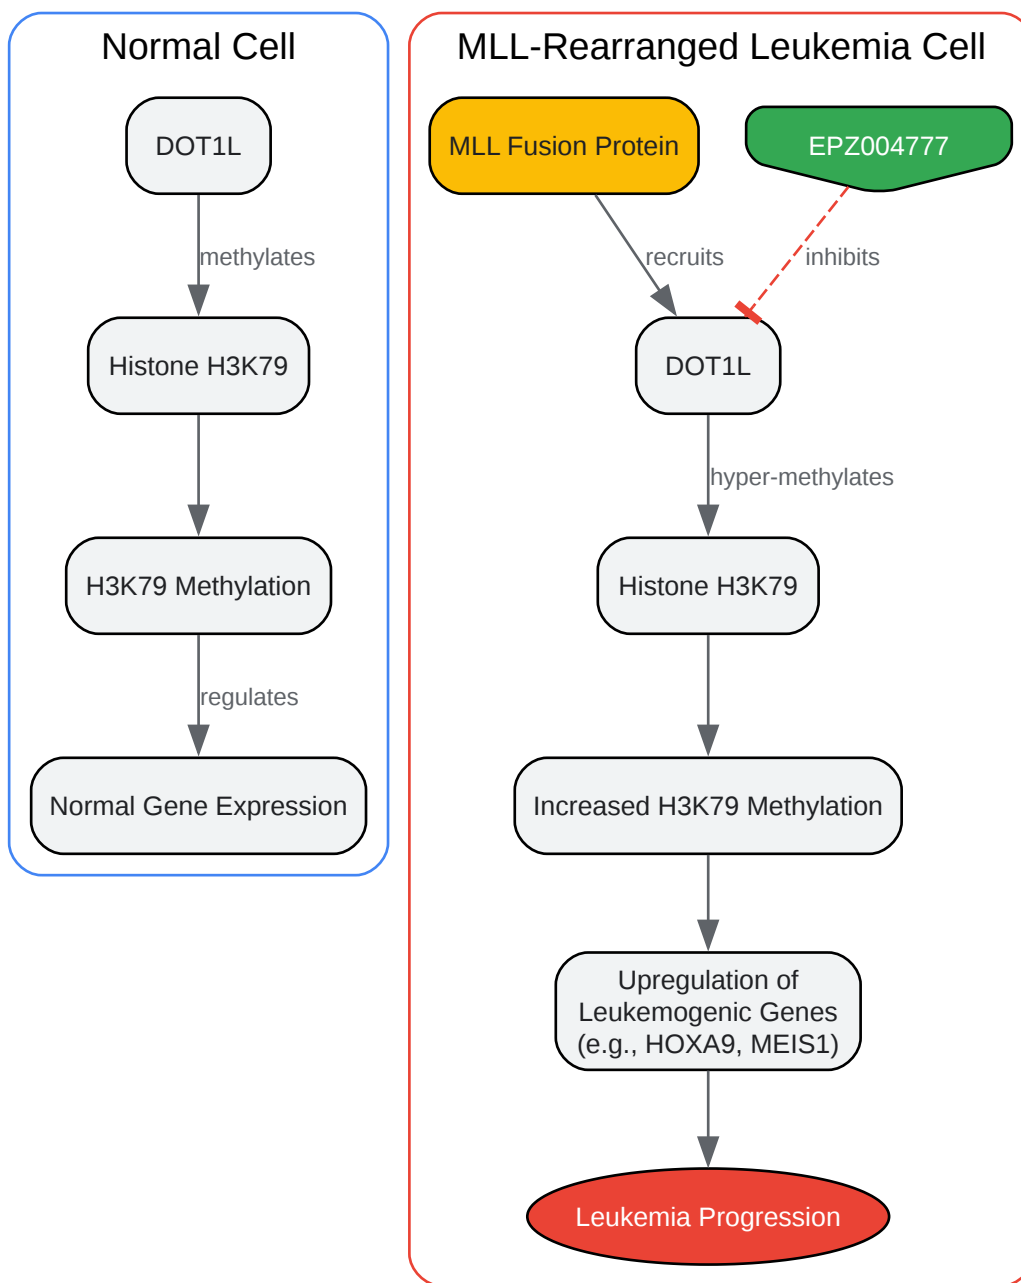 Normal Cell
DOT1L
methylates
Histone H3K79
H3K79 Methylation
regulates
Normal Gene Expression
MLL-Rearranged Leukemia Cell
MLL Fusion Protein
EPZ004777
recruits
inhibits
DOT1L
hyper-methylates
Histone H3K79
Increased H3K79 Methylation
Upregulation of
Leukemogenic Genes
(e.g., HOXA9, MEIS1)
Leukemia Progression